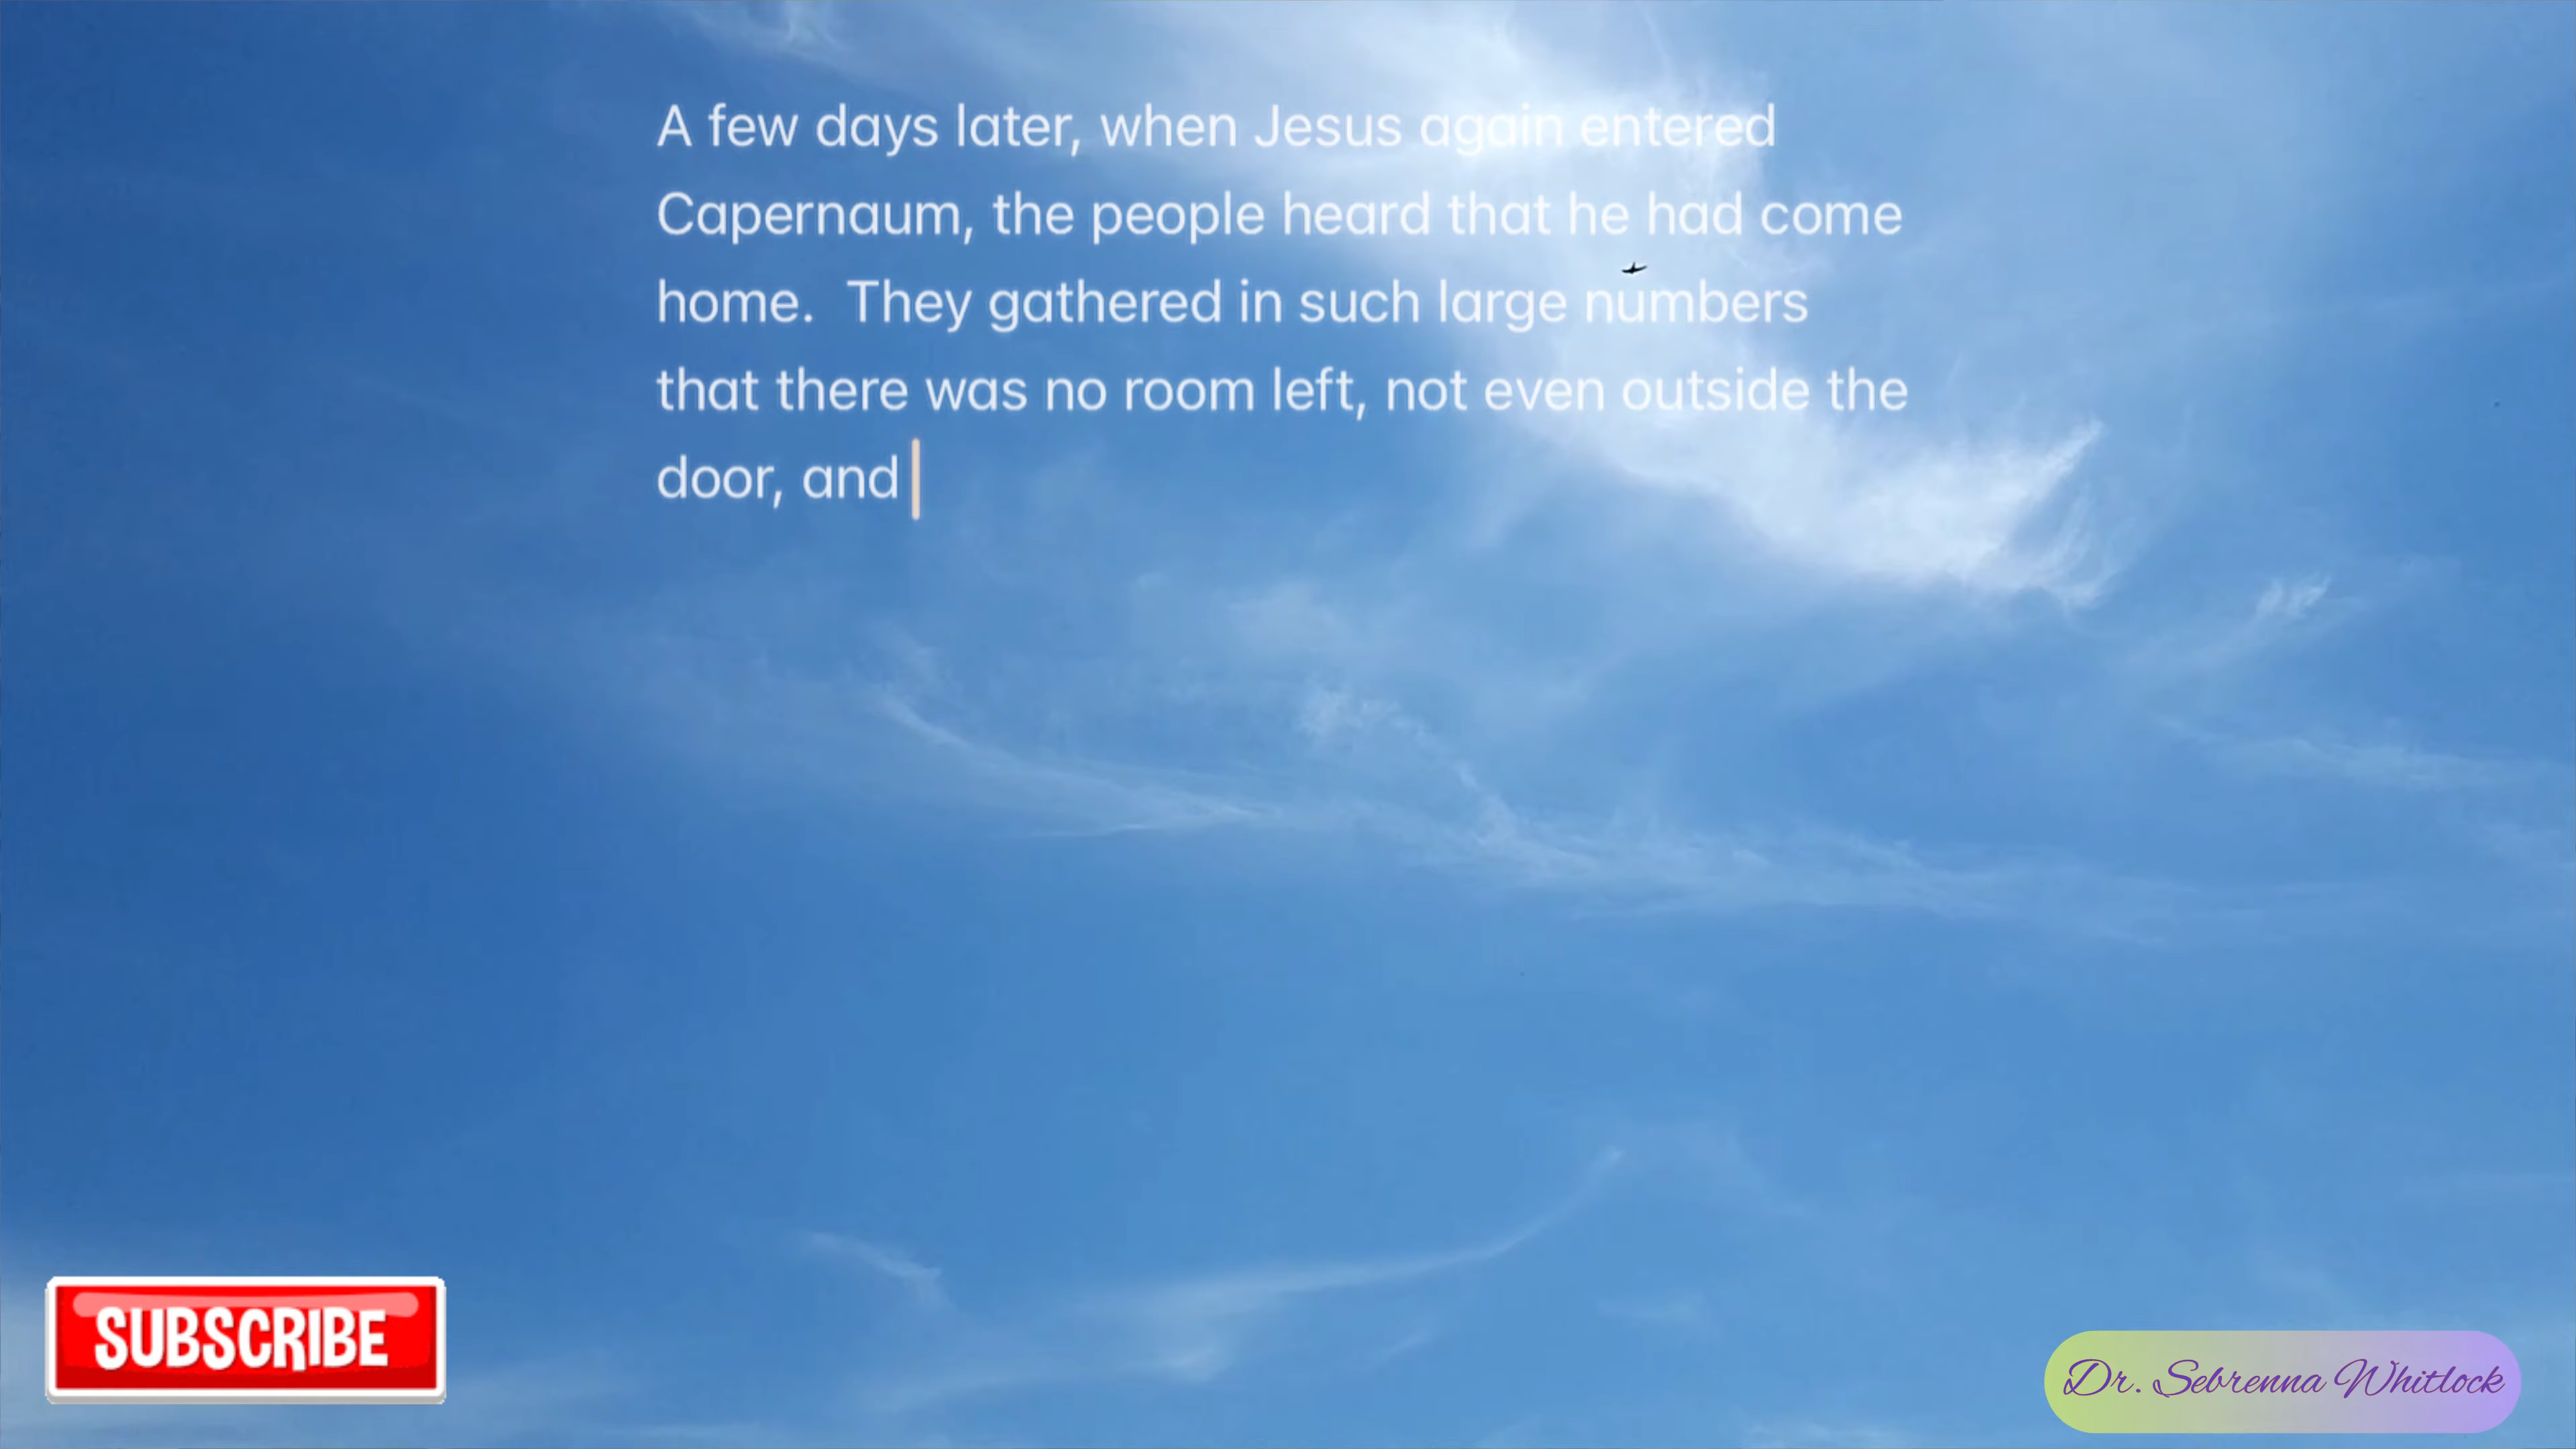 A few days later, when Jesus again entered
Capernaum, the people heard that he had come
home.  They gathered in such large numbers
that there was no room left, not even outside the
door, and
SUBSCRIBE
Dr. Sebrenna Whitlock